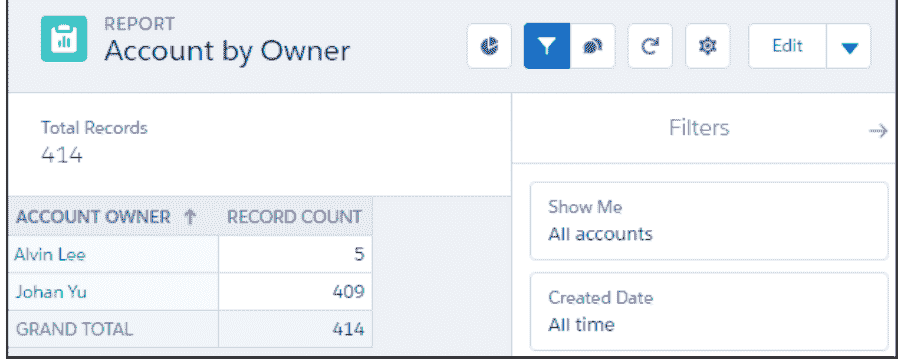 REPORT
Account by Owner
Edit
Total Records
414
Filters
ACCOUNT OWNER RECORD COUNT
Alvin Lee 5
Johan Yu 409
GRAND TOTAL 414
Show Me
All accounts
Created Date
All time